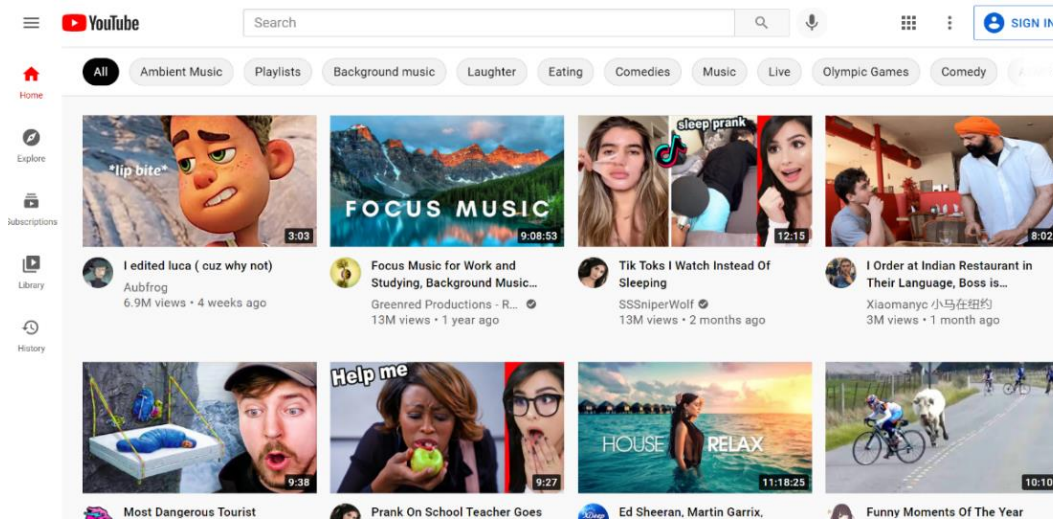 YouTube
Search
SIGN IN
All
Ambient Music
Playlists
Background music
Laughter
Eating
Comedies
Music
Live
Olympic Games
Comedy
Home
Explore
Subscriptions
Library
History
*lip bite*
3:03
FOCUS MUSIC
9:08:53
sleep prank
12:15
8:02
I edited luca ( cuz why not)
Aubfrog
6.9M views • 4 weeks ago
Focus Music for Work and
Studying, Background Music...
Greenred Productions - R...
13M views • 1 year ago
Tik Toks I Watch Instead Of
Sleeping
SSSniperWolf
13M views • 2 months ago
I Order at Indian Restaurant in
Their Language, Boss is...
Xiaomanyc 小马在纽约
3M views • 1 month ago
9:38
Help me
9:27
HOUSE RELAX
11:18:25
10:10
Most Dangerous Tourist
Prank On School Teacher Goes
Ed Sheeran, Martin Garrix,
Funny Moments Of The Year